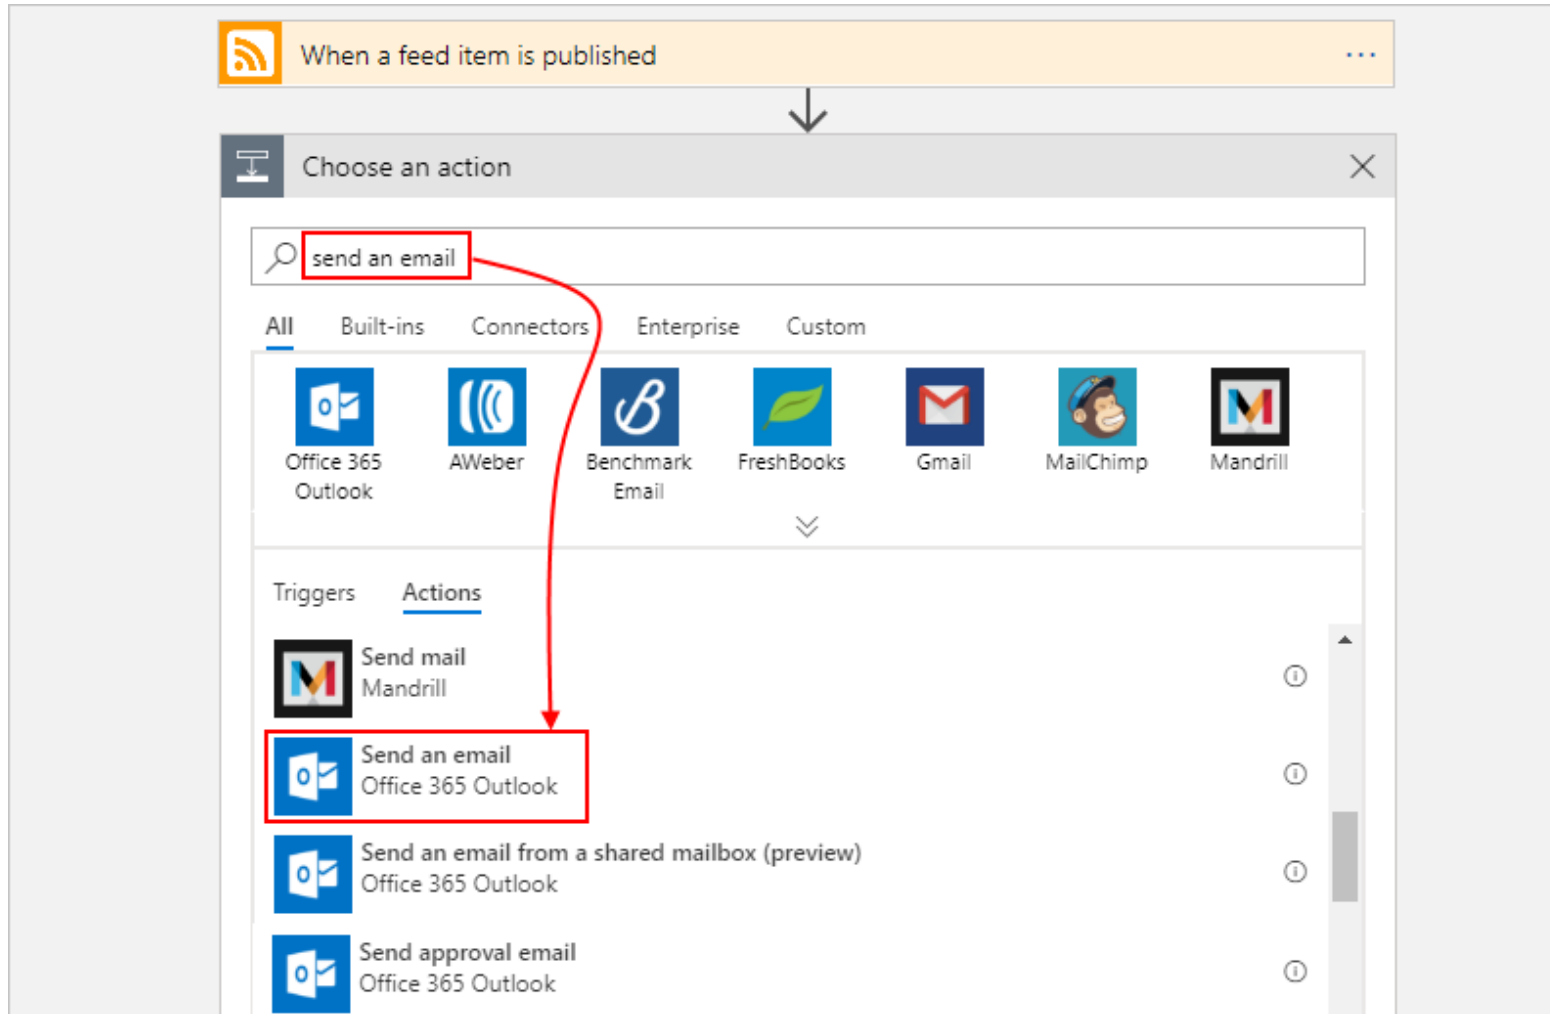 When a feed item is published
Choose an action
send an email
All Built-ins Connectors Enterprise Custom
Office 365 Outlook
AWeber
Benchmark Email
FreshBooks
Gmail
MailChimp
Mandrill
Triggers Actions
Send mail
Mandrill
Send an email
Office 365 Outlook
Send an email from a shared mailbox (preview)
Office 365 Outlook
Send approval email
Office 365 Outlook